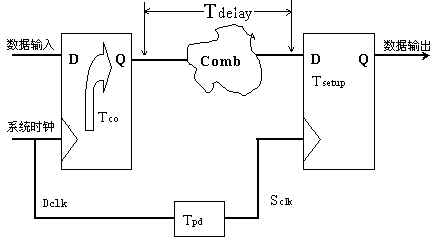 Tdelay
数据输入
D
Q
Comb
D
Q
数据输出
Tco
Tsetup
系统时钟
Dclk
Tpd
Sclk